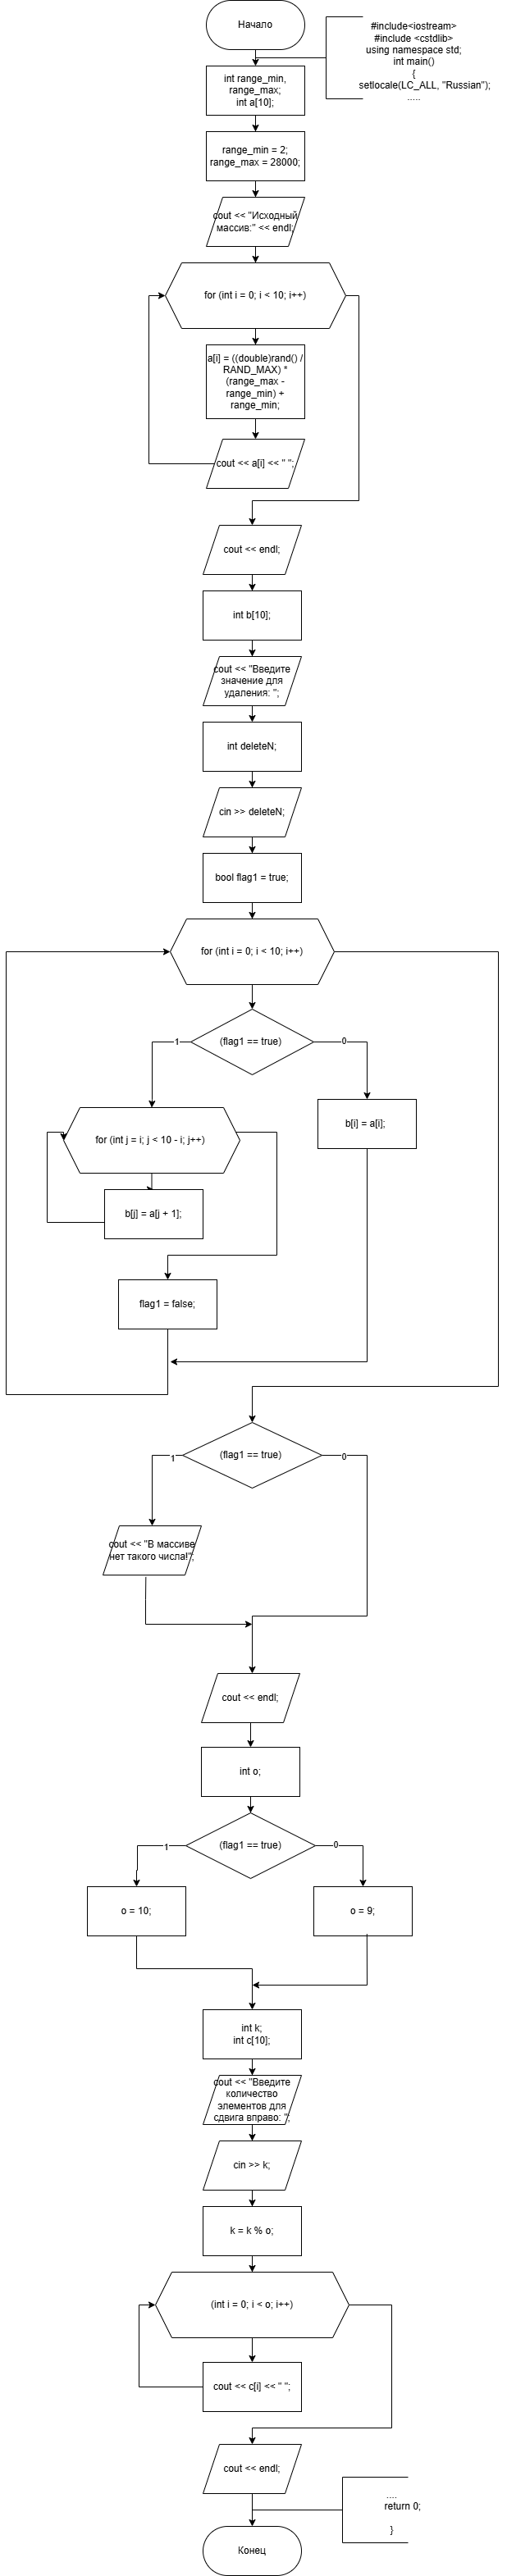 Начало
#include<iostream>
#include <cstdlib>
using namespace std;
int main()
{
setlocale(LC_ALL, "Russian");
.....
int range_min,
range_max;
int a[10];
range_min = 2;
range_max = 28000;
cout << "Исходный
массив:" << endl;
for (int i = 0; i < 10; i++)
a[i] = ((double)rand() /
RAND_MAX) *
(range_max -
range_min) +
range_min;
cout << a[i] << " ";
cout << endl;
int b[10];
cout << "Введите
значение для
удаления: ";
int deleteN;
cin >> deleteN;
bool flag1 = true;
for (int i = 0; i < 10; i++)
(flag1 == true)
1
0
for (int j = i; j < 10 - i; j++)
b[i] = a[i];
b[j] = a[j + 1];
flag1 = false;
(flag1 == true)
1
0
cout << "В массиве
нет такого числа!";
cout << endl;
int o;
(flag1 == true)
1
0
o = 10;
o = 9;
int k;
int c[10];
cout << "Введите
количество
элементов для
сдвига вправо: ";
cin >> k;
k = k % o;
(int i = 0; i < o; i++)
cout << c[i] << " ";
cout << endl;
....
return 0;
}
Конец